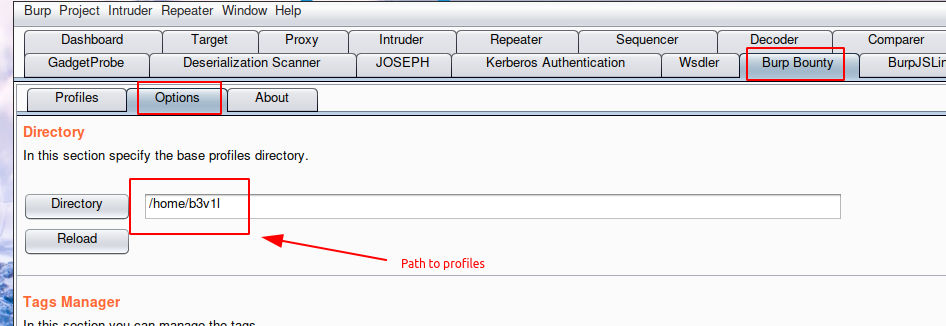 Burp Project Intruder Repeater Window Help
Dashboard Target Proxy Intruder Repeater Sequencer Decoder Comparer
GadgetProbe Deserialization Scanner JOSEPH Kerberos Authentication Wsdler Burp Bounty BurpJSLin
Profiles Options About
Directory
In this section specify the base profiles directory.
Directory /home/b3v1l
Reload
Path to profiles
Tags Manager
In this section you can manage the tags